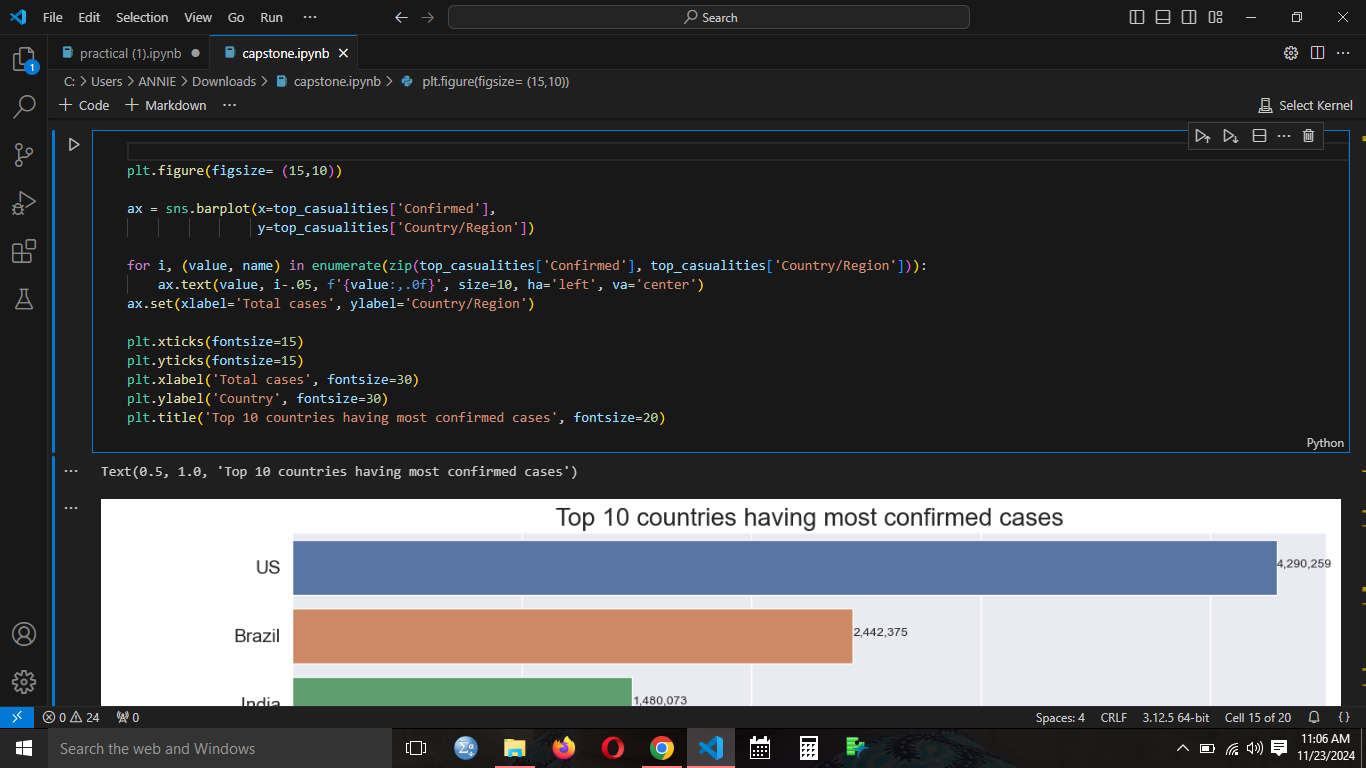 File Edit Selection View Go Run ···
Search
practical (1).ipynb
capstone.ipynb
C: > Users > ANNIE > Downloads > capstone.ipynb > plt.figure(figsize= (15,10))
+ Code + Markdown ···
Select Kernel
plt.figure(figsize= (15,10))
ax = sns.barplot(x=top_casualities['Confirmed'],
y=top_casualities['Country/Region'])
for i, (value, name) in enumerate(zip(top_casualities['Confirmed'], top_casualities['Country/Region'])):
ax.text(value, i-.05, f'{value:,.0f}', size=10, ha='left', va='center')
ax.set(xlabel='Total cases', ylabel='Country/Region')
plt.xticks(fontsize=15)
plt.yticks(fontsize=15)
plt.xlabel('Total cases', fontsize=30)
plt.ylabel('Country', fontsize=30)
plt.title('Top 10 countries having most confirmed cases', fontsize=20)
Python
Text(0.5, 1.0, 'Top 10 countries having most confirmed cases')
Top 10 countries having most confirmed cases
US 4,290,259
Brazil 2,442,375
India 1,480,073
1
0 24 0
Spaces: 4 CRLF 3.12.5 64-bit Cell 15 of 20
Search the web and Windows
11:06 AM
11/23/2024